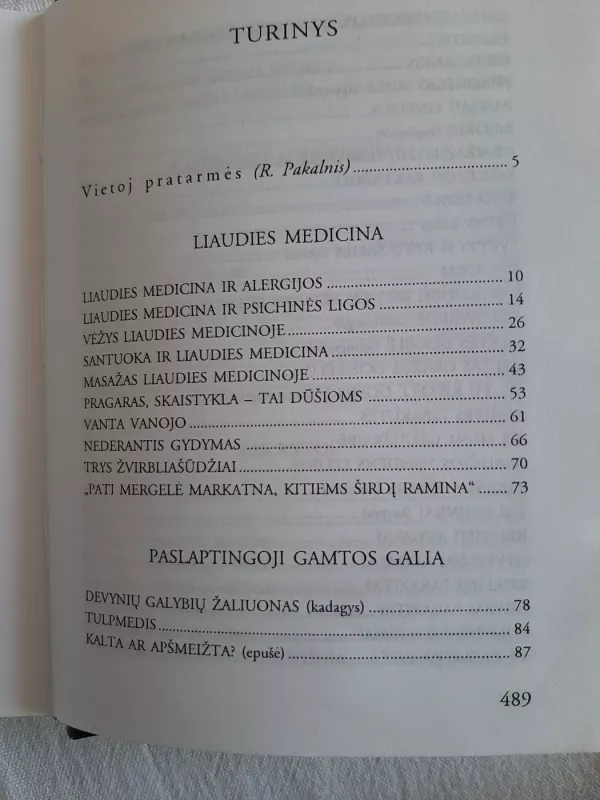 TURINYS
Vietoj pratarmės (R. Pakalnis) 5
LIAUDIES MEDICINA
LIAUDIES MEDICINA IR ALERGIJOS 10
LIAUDIES MEDICINA IR PSICHINĖS LIGOS 14
VĖŽYS LIAUDIES MEDICINOJE 26
SANTUOKA IR LIAUDIES MEDICINA 32
MASAŽAS LIAUDIES MEDICINOJE 43
PRAGARAS, SKAISTYKLA – TAI DŪŠIOMS 53
VANTA VANOJO 61
NEDERANTIS GYDYMAS 66
TRYS ŽVIRBLIAŠŪDŽIAI 70
„PATI MERGELĖ MARKATNA, KITIEMS ŠIRDĮ RAMINA“ 73
PASLAPTINGOJI GAMTOS GALIA
DEVYNIŲ GALYBIŲ ŽALIUONAS (kadagys) 78
TULPMEDIS 84
KALTA AR APŠMEIŽTA? (epušė) 87
489